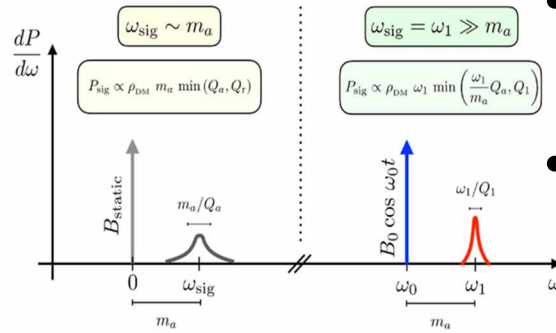 dP/dω
ω_sig ∼ m_a
P_sig ∝ ρ_DM m_a min (Q_a, Q_r)
B_static
m_a/Q_a
0
ω_sig
m_a
ω_sig = ω_1 ≫ m_a
P_sig ∝ ρ_DM ω_1 min (ω_1/m_a Q_a, Q_1)
B_0 cos ω_0t
ω_1/Q_1
ω_0
ω_1
m_a
ω